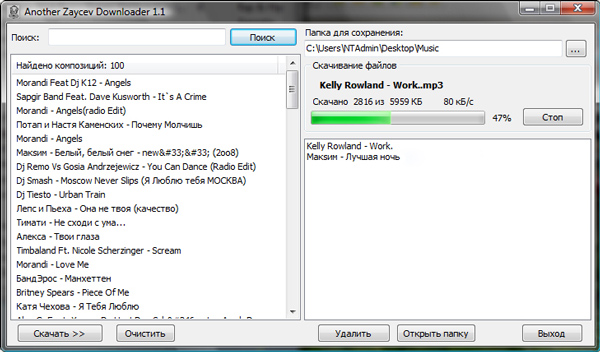 Another Zaycev Downloader 1.1
Поиск:
Поиск
Папка для сохранения:
C:\Users\NTAdmin\Desktop\Music
...
Найдено композиций: 100
Morandi Feat Dj K12 - Angels
Sapgir Band Feat. Dave Kusworth - It`s A Crime
Morandi - Angels(radio Edit)
Потап и Настя Каменских - Почему Молчишь
Morandi - Angels
Максим - Белый, белый снег - new&#33;&#33; (2oo8)
Dj Remo Vs Gosia Andrzejewicz - You Can Dance (Radio Edit)
Dj Smash - Moscow Never Slips (Я Люблю тебя МОСКВА)
Dj Tiesto - Urban Train
Лепс и Пьеха - Она не твоя (качество)
Тимати - Не сходи с ума...
Алекса - Твои глаза
Timbaland Ft. Nicole Scherzinger - Scream
Morandi - Love Me
БандЭрос - Манхеттен
Britney Spears - Piece Of Me
Катя Чехова - Я Тебя Люблю
Скачивание файлов
Kelly Rowland - Work..mp3
Скачано 2816 из 5959 КБ 80 кБ/с
47%
Стоп
Kelly Rowland - Work.
Максим - Лучшая ночь
Скачать >>
Очистить
Удалить
Открыть папку
Выход